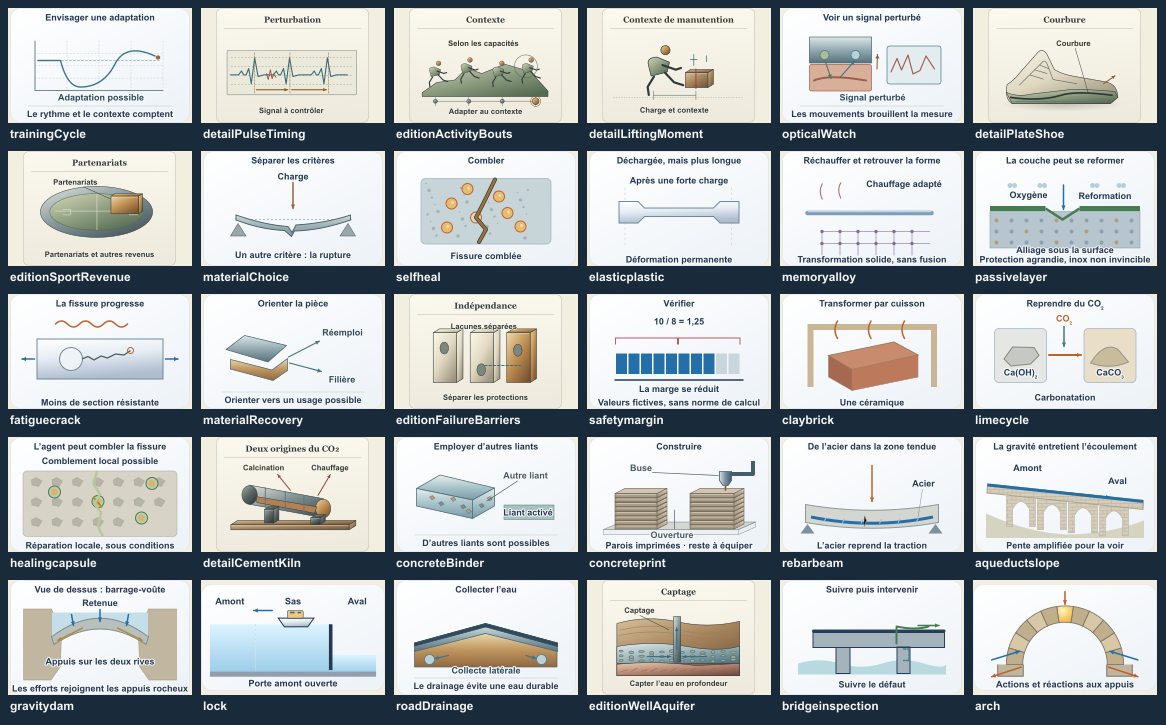 Envisager une adaptation
Adaptation possible
Le rythme et le contexte comptent
trainingCycle
Perturbation
Signal à contrôler
detailPulseTiming
Contexte
Selon les capacités
Adapter au contexte
editionActivityBouts
Contexte de manutention
Charge et contexte
detailLiftingMoment
Voir un signal perturbé
Signal perturbé
Les mouvements brouillent la mesure
opticalWatch
Courbure
Courbure
detailPlateShoe
Partenariats
Partenariats
Partenariats et autres revenus
editionSportRevenue
Séparer les critères
Charge
Un autre critère : la rupture
materialChoice
Combler
Fissure comblée
selfheal
Déchargée, mais plus longue
Après une forte charge
Déformation permanente
elasticplastic
Réchauffer et retrouver la forme
Chauffage adapté
Transformation solide, sans fusion
memoryalloy
La couche peut se reformer
Oxygène
Reformation
Alliage sous la surface
Protection agrandie, inox non invincible
passivelayer
La fissure progresse
Moins de section résistante
fatiguecrack
Orienter la pièce
Réemploi
Filière
Orienter vers un usage possible
materialRecovery
Indépendance
Lacunes séparées
Séparer les protections
editionFailureBarriers
Vérifier
10 / 8 = 1,25
La marge se réduit
Valeurs fictives, sans norme de calcul
safetymargin
Transformer par cuisson
Une céramique
claybrick
Reprendre du CO₂
CO₂
Ca(OH)₂
CaCO₃
Carbonatation
limecycle
L'agent peut combler la fissure
Comblement local possible
Réparation locale, sous conditions
healingcapsule
Deux origines du CO₂
Calcination
Chauffage
detailCementKiln
Employer d'autres liants
Autre liant
Liant activé
D'autres liants sont possibles
concreteBinder
Construire
Buse
Ouverture
Parois imprimées · reste à équiper
concreteprint
De l'acier dans la zone tendue
Acier
L'acier reprend la traction
rebarbeam
La gravité entretient l'écoulement
Amont
Aval
Pente amplifiée pour la voir
aqueductslope
Vue de dessus : barrage-voûte
Retenue
Appuis sur les deux rives
Les efforts rejoignent les appuis rocheux
gravitydam
Amont
Sas
Aval
Porte amont ouverte
lock
Collecter l'eau
Collecte latérale
Le drainage évite une eau durable
roadDrainage
Captage
Captage
Capter l'eau en profondeur
editionWellAquifer
Suivre puis intervenir
Suivre le défaut
bridgeinspection
Actions et réactions aux appuis
arch